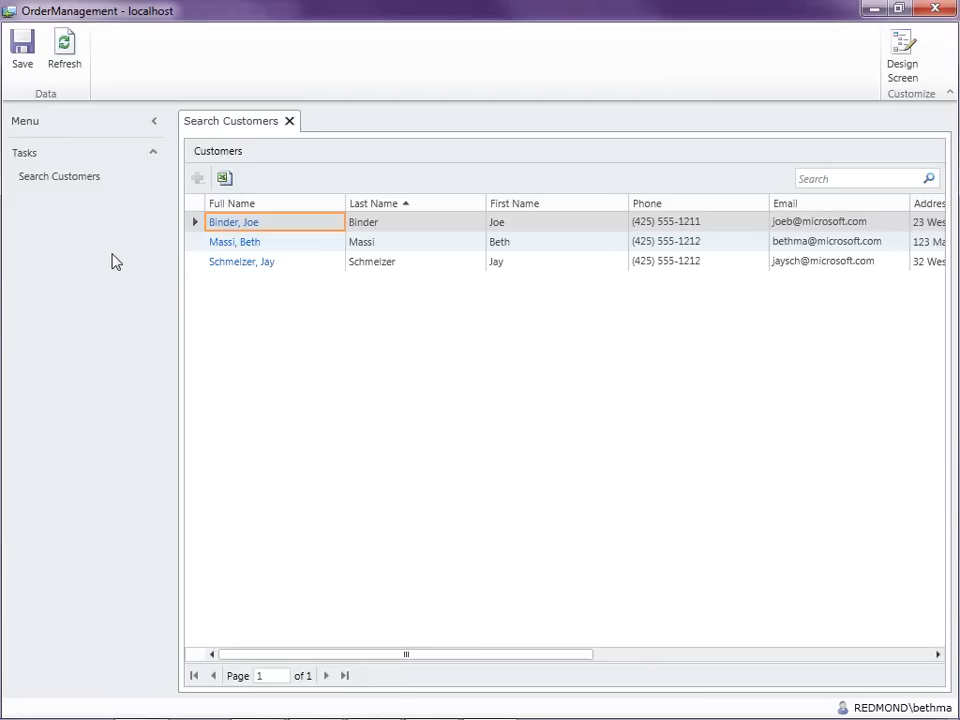 OrderManagement - localhost
Save
Refresh
Design
Screen
Data
Customize
Menu
Search Customers
Tasks
Customers
Search Customers
Search
Full Name Last Name First Name Phone Email Addres
Binder, Joe Binder Joe (425) 555-1211 joeb@microsoft.com 23 Wes
Massi, Beth Massi Beth (425) 555-1212 bethma@microsoft.com 123 Ma
Schmelzer, Jay Schmelzer Jay (425) 555-1212 jaysch@microsoft.com 32 Wes
Page 1 of 1
REDMOND\bethma